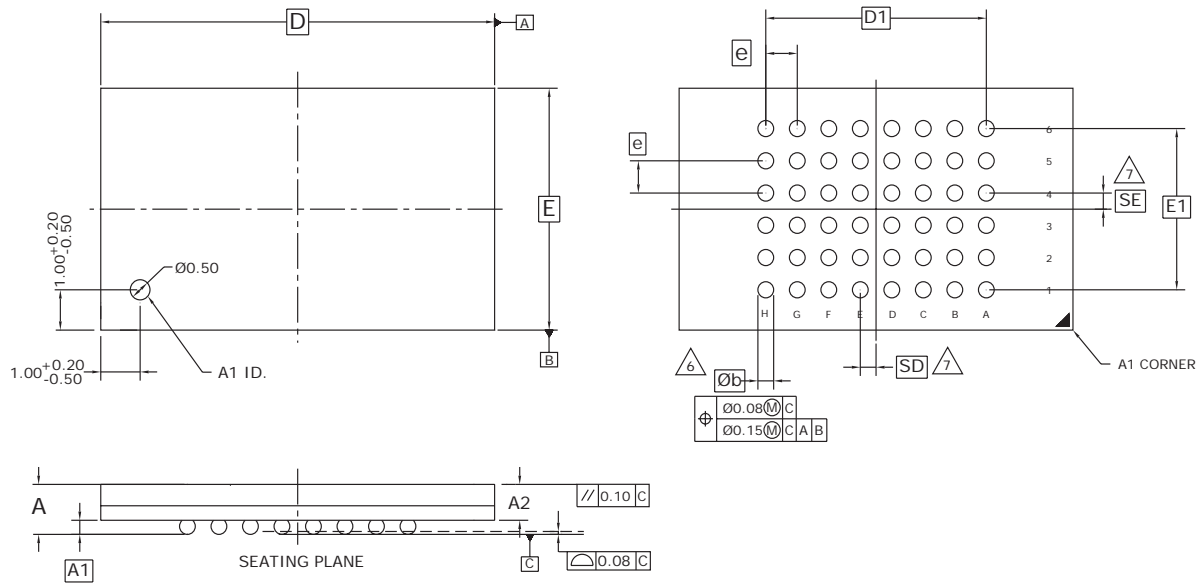 D
A
D1
e
6
5
e
7
4
SE
E
E1
1.00+0.20
-0.50
3
Ø0.50
2
1
H G F E D C B A
B
A1 CORNER
1.00+0.20
-0.50
A1 ID.
6
Øb
SD
7
Ø0.08Ⓜ C
Ø0.15Ⓜ C A B
A
A2
// 0.10 C
A1
SEATING PLANE
C
0.08 C